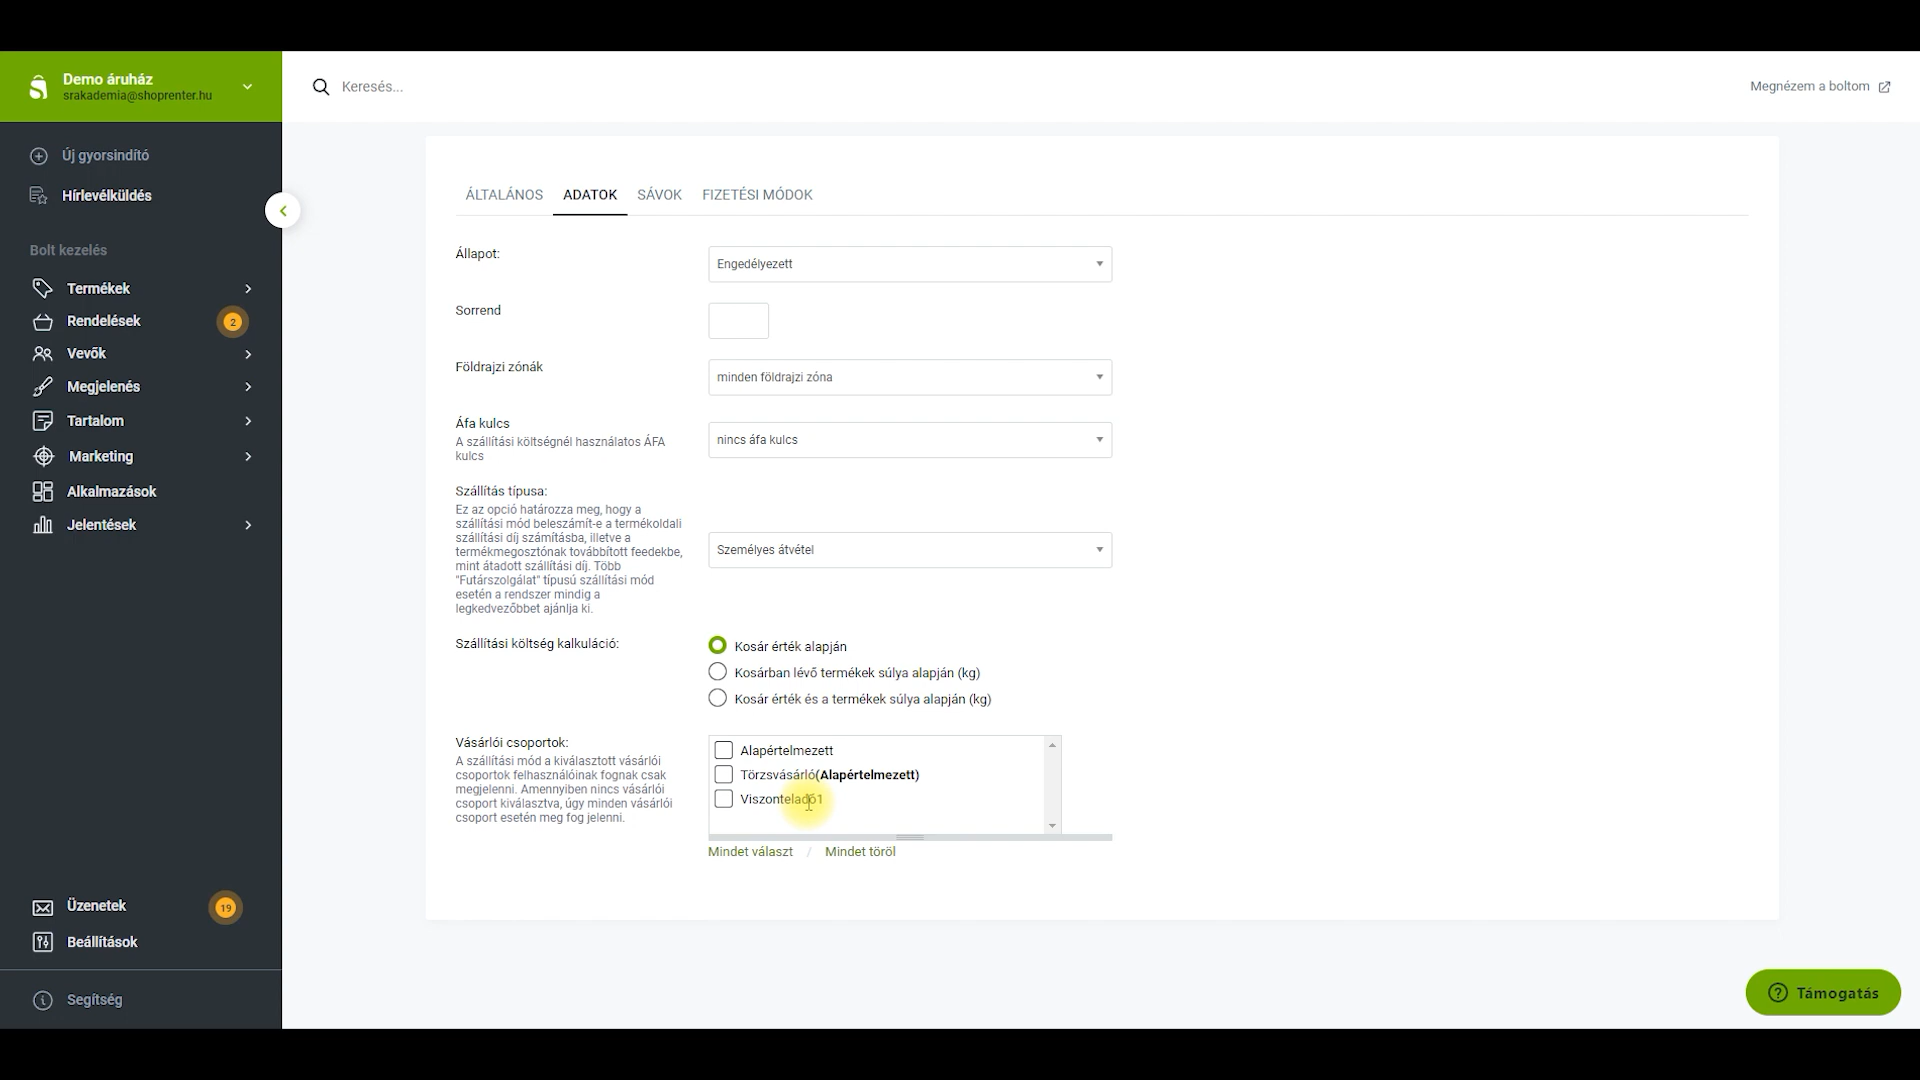 Demo áruház
srakademia@shoprenter.hu
Keresés...
Megnézem a boltom
Új gyorsindító
Hírlevélküldés
Bolt kezelés
Termékek
Rendelések 2
Vevők
Megjelenés
Tartalom
Marketing
Alkalmazások
Jelentések
Üzenetek 19
Beállítások
Segítség
ÁLTALÁNOS ADATOK SÁVOK FIZETÉSI MÓDOK
Állapot:
Engedélyezett
Sorrend
Földrajzi zónák
minden földrajzi zóna
Áfa kulcs
A szállítási költségnél használatos ÁFA
kulcs
nincs áfa kulcs
Szállítás típusa:
Ez az opció határozza meg, hogy a
szállítási mód beleszámít-e a termékoldali
szállítási díj számításba, illetve a
termékmegosztónak továbbított feedekbe,
mint átadott szállítási díj. Több
"Futárszolgálat" típusú szállítási mód
esetén a rendszer mindig a
legkedvezőbbet ajánlja ki.
Személyes átvétel
Szállítási költség kalkuláció:
Kosár érték alapján
Kosárban lévő termékek súlya alapján (kg)
Kosár érték és a termékek súlya alapján (kg)
Vásárlói csoportok:
A szállítási mód a kiválasztott vásárlói
csoportok felhasználóinak fognak csak
megjelenni. Amennyiben nincs vásárlói
csoport kiválasztva, úgy minden vásárlói
csoport esetén meg fog jelenni.
Alapértelmezett
Törzsvásárló(Alapértelmezett)
Viszonteladó1
Mindet választ / Mindet töröl
Támogatás